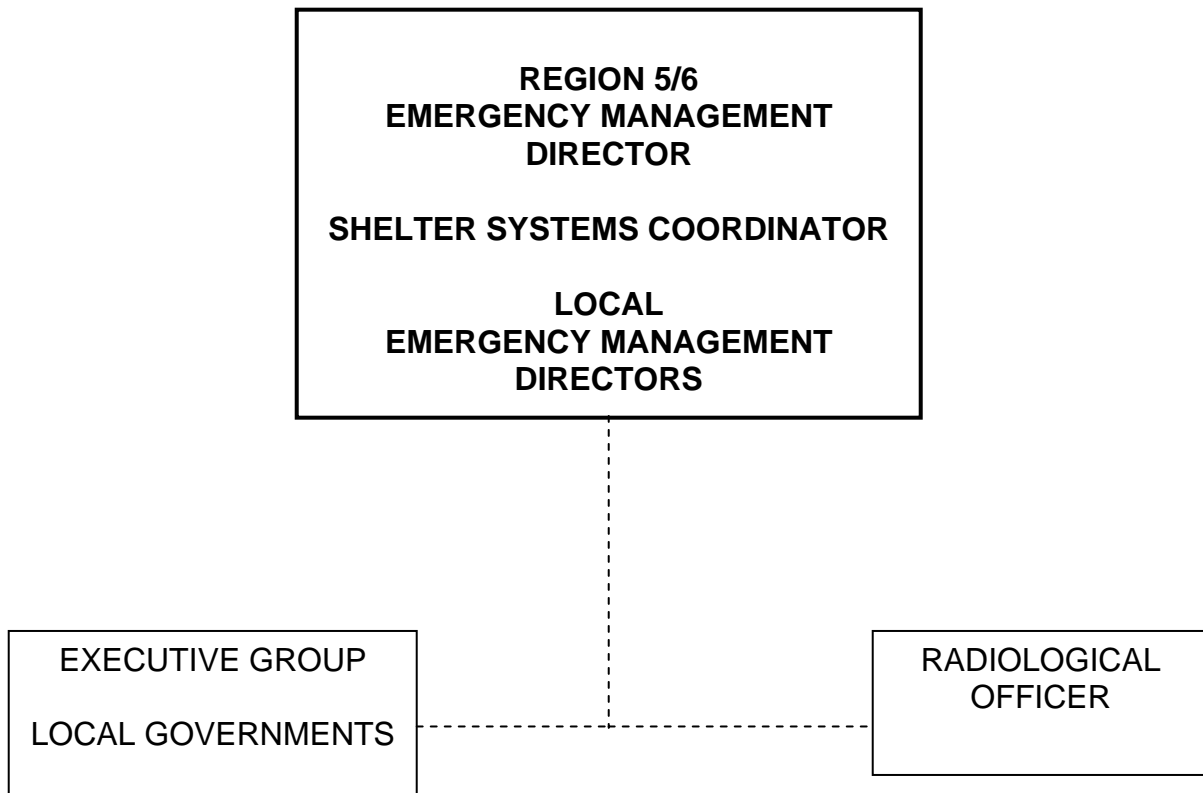 REGION 5/6
EMERGENCY MANAGEMENT
DIRECTOR
SHELTER SYSTEMS COORDINATOR
LOCAL
EMERGENCY MANAGEMENT
DIRECTORS
EXECUTIVE GROUP
LOCAL GOVERNMENTS
RADIOLOGICAL
OFFICER